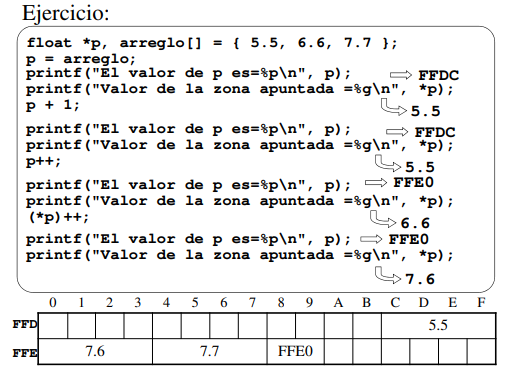 Ejercicio:
float *p, arreglo[] = { 5.5, 6.6, 7.7 };
p = arreglo;
printf("El valor de p es=%p\n", p); FFDC
printf("Valor de la zona apuntada =%g\n", *p);
p + 1; 5.5
printf("El valor de p es=%p\n", p); FFDC
printf("Valor de la zona apuntada =%g\n", *p);
p++; 5.5
printf("El valor de p es=%p\n", p); FFE0
printf("Valor de la zona apuntada =%g\n", *p);
(*p)++; 6.6
printf("El valor de p es=%p\n", p); FFE0
printf("Valor de la zona apuntada =%g\n", *p);
7.6
0 1 2 3 4 5 6 7 8 9 A B C D E F
FFD 5.5
FFE 7.6 7.7 FFE0